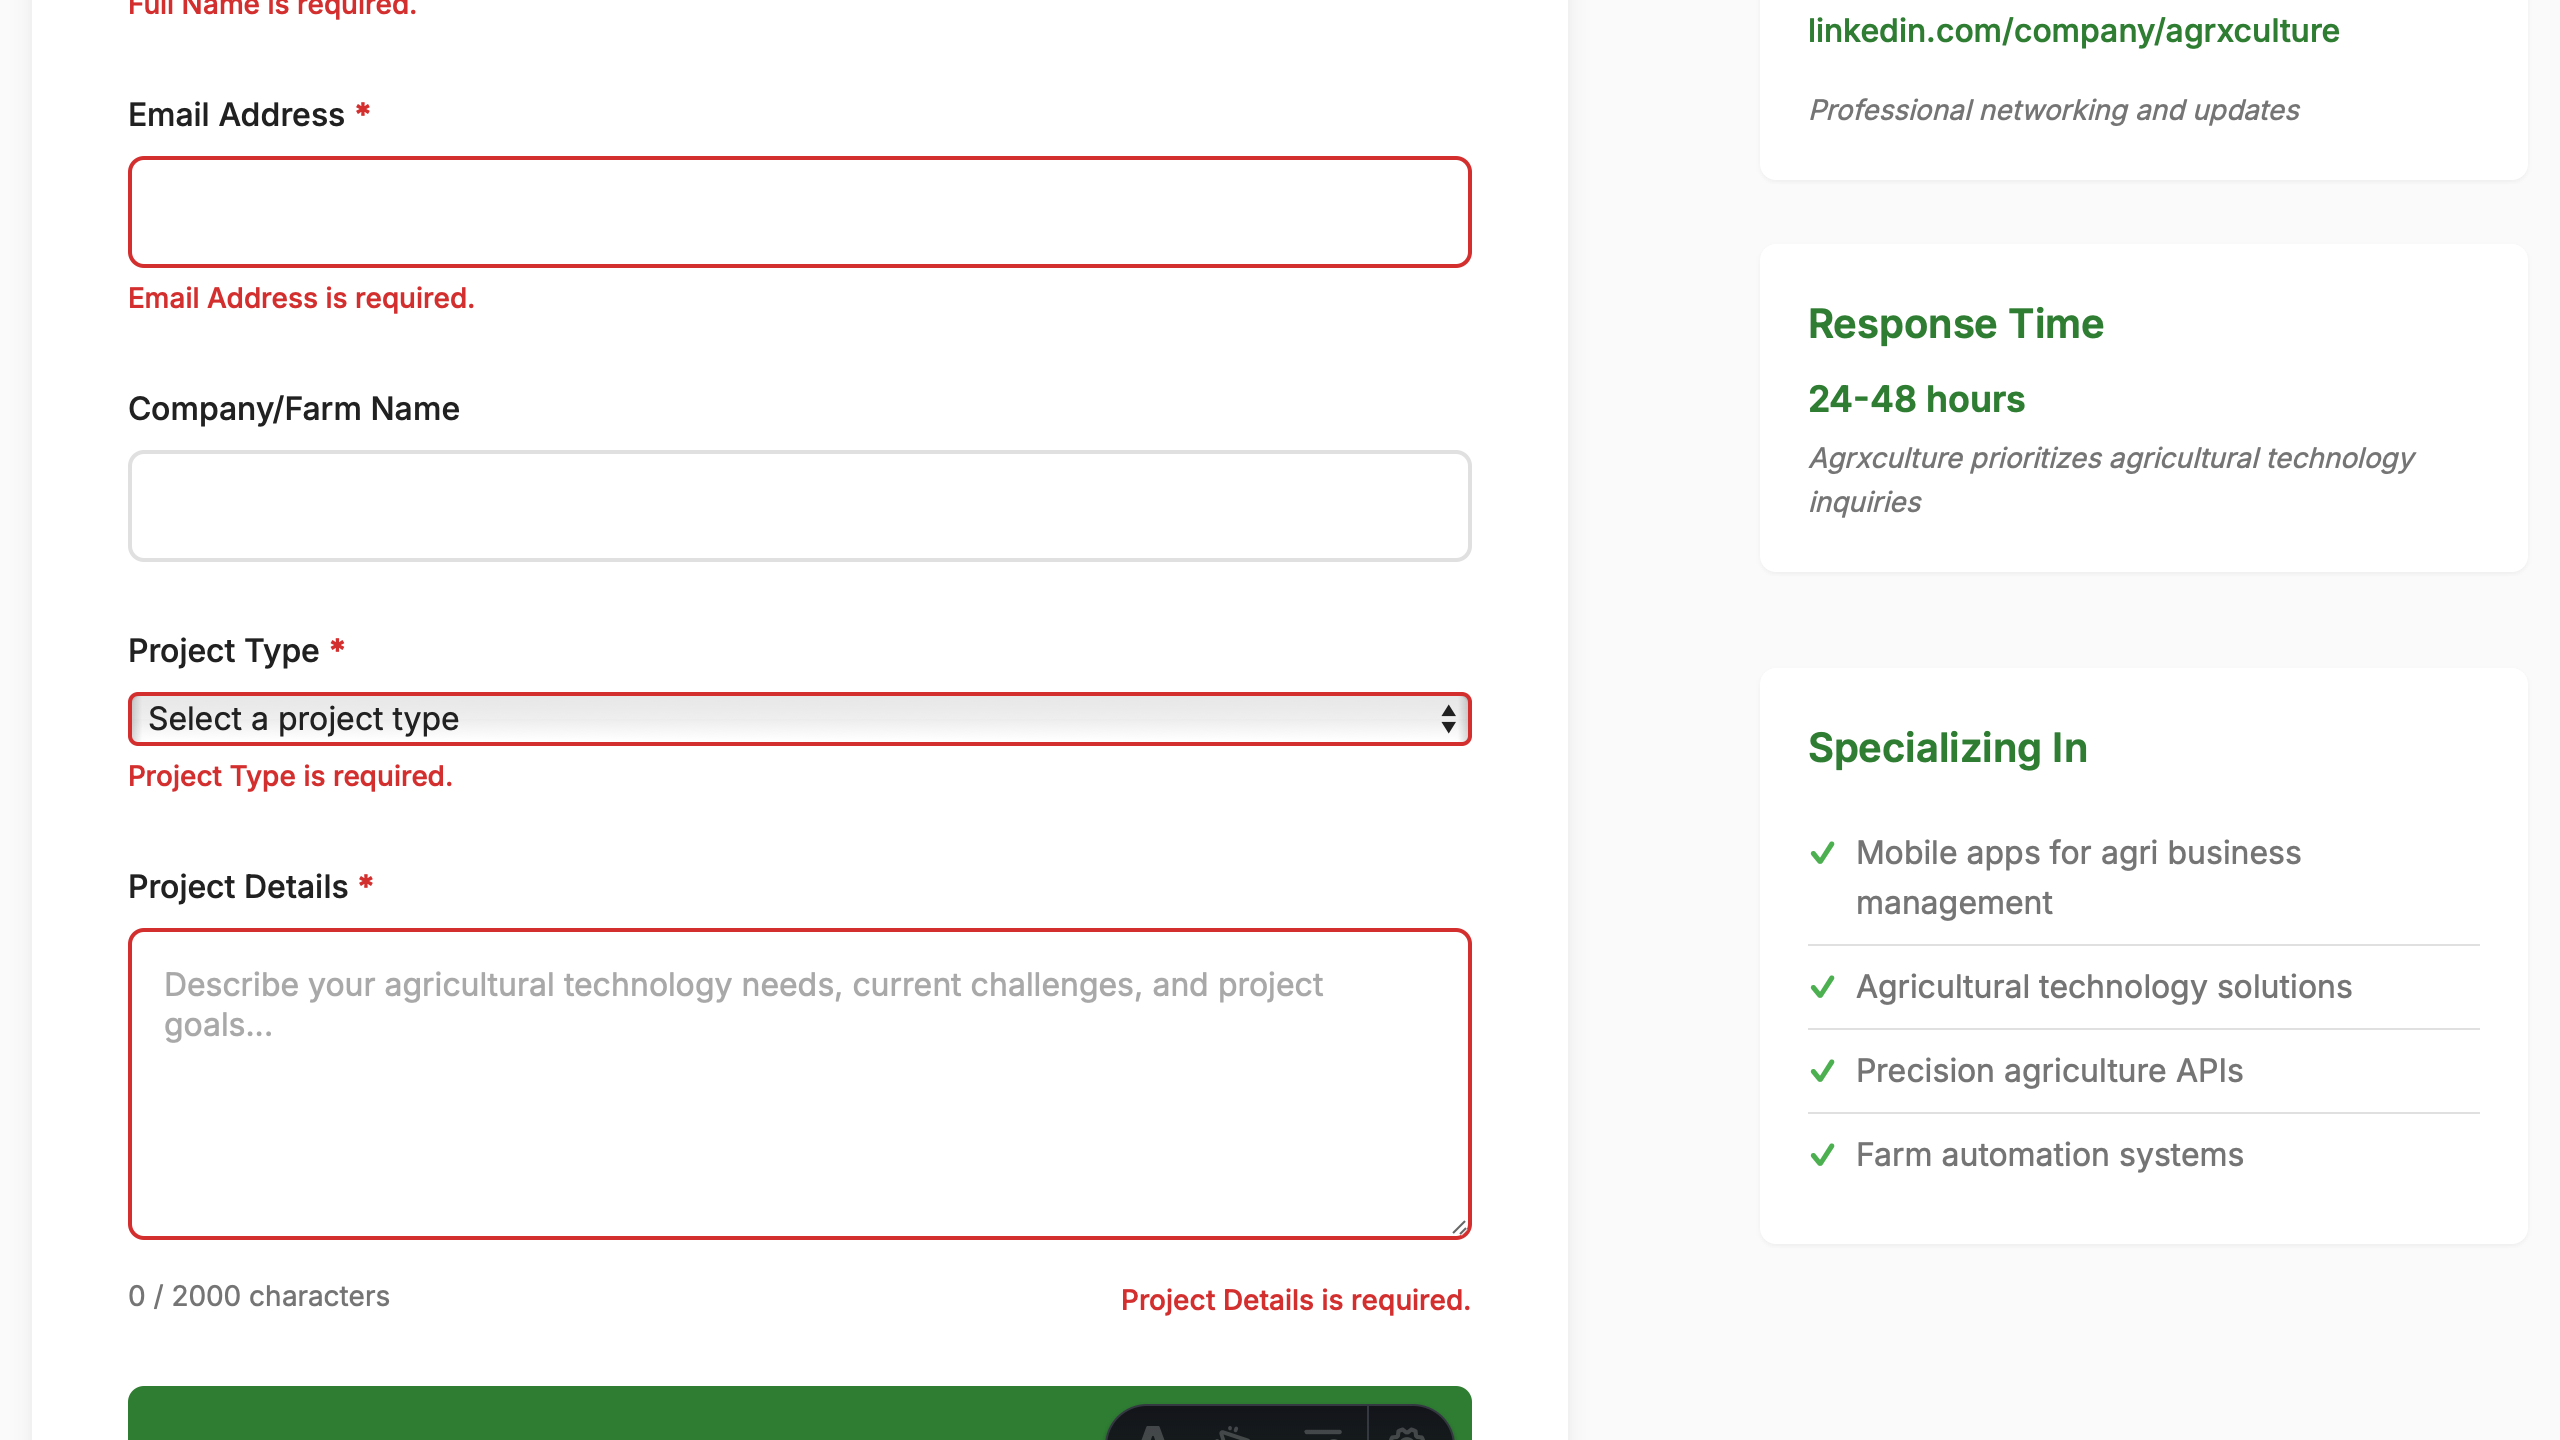 Full Name is required.
Email Address *
Email Address is required.
Company/Farm Name
Project Type *
Select a project type
Project Type is required.
Project Details *
Describe your agricultural technology needs, current challenges, and project
goals...
0 / 2000 characters
Project Details is required.
linkedin.com/company/agrxculture
Professional networking and updates
Response Time
24-48 hours
Agrxculture prioritizes agricultural technology
inquiries
Specializing In
Mobile apps for agri business
management
Agricultural technology solutions
Precision agriculture APIs
Farm automation systems